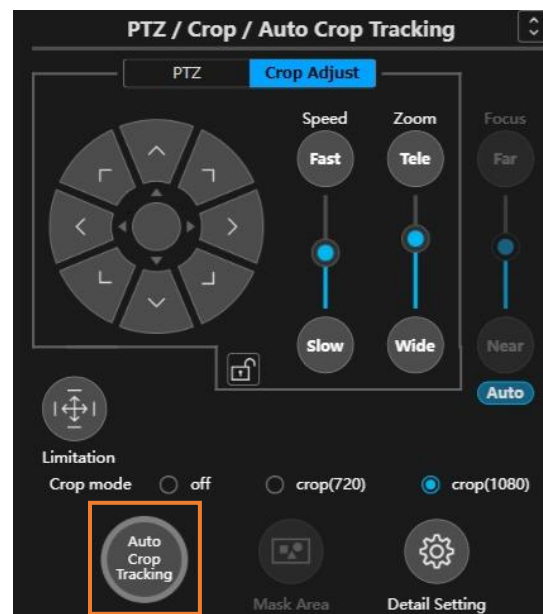 PTZ / Crop / Auto Crop Tracking
PTZ Crop Adjust
Speed Zoom Focus
Fast Tele Far
Slow Wide Near
Auto
Limitation
Crop mode off crop(720) crop(1080)
Auto
Crop
Tracking
Mask Area Detail Setting